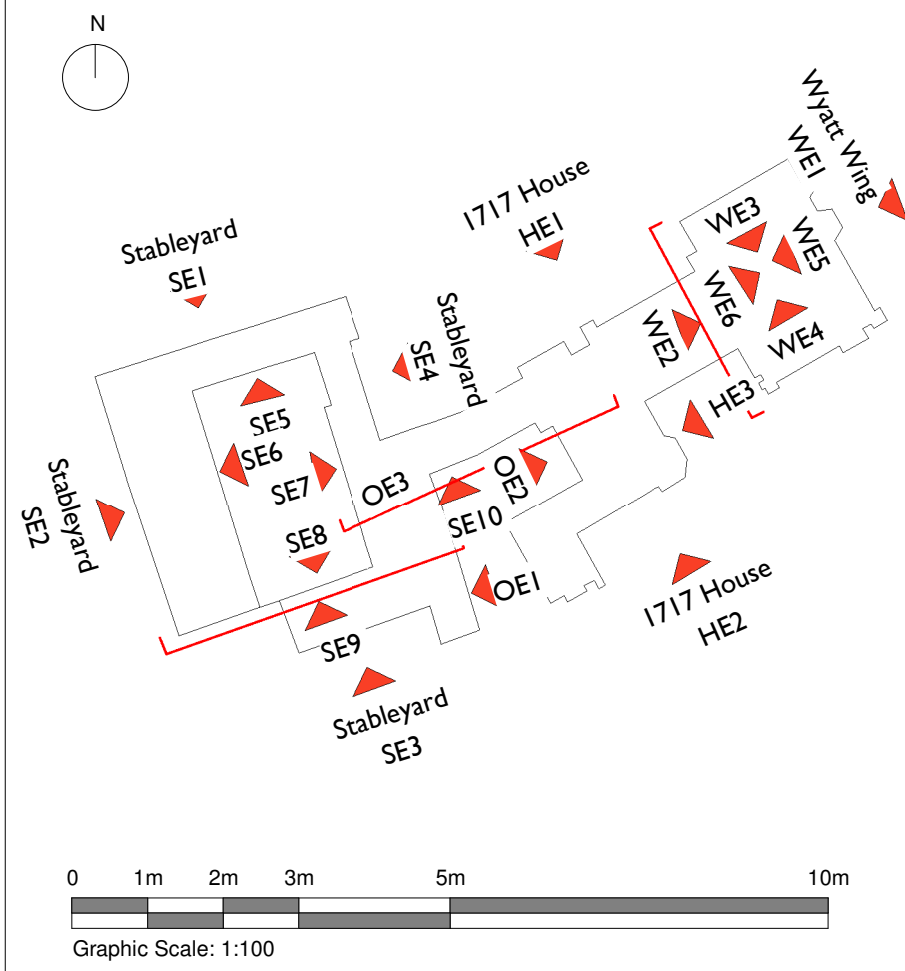 N
Wyatt Wing
WE1
1717 House
HE1
WE3
WE5
Stableyard
SE1
WE6
WE2
WE4
Stableyard
SE4
HE3
SE5
SE6
SE7
OE3
OE2
SE10
Stableyard
SE2
SE8
OE1
1717 House
HE2
SE9
Stableyard
SE3
0 1m 2m 3m 5m 10m
Graphic Scale: 1:100